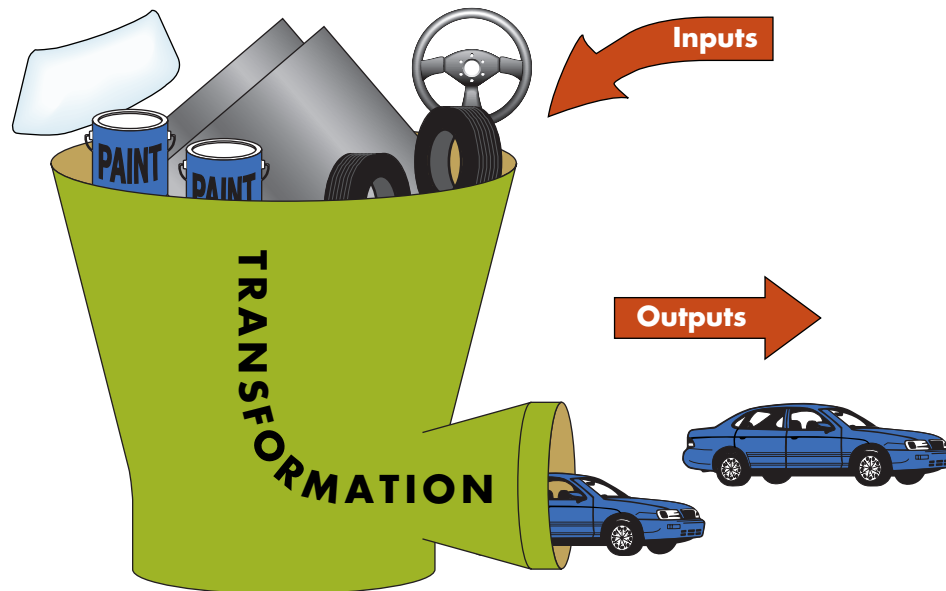 Inputs
PAINT
PAINT
TRANSFORMATION
Outputs